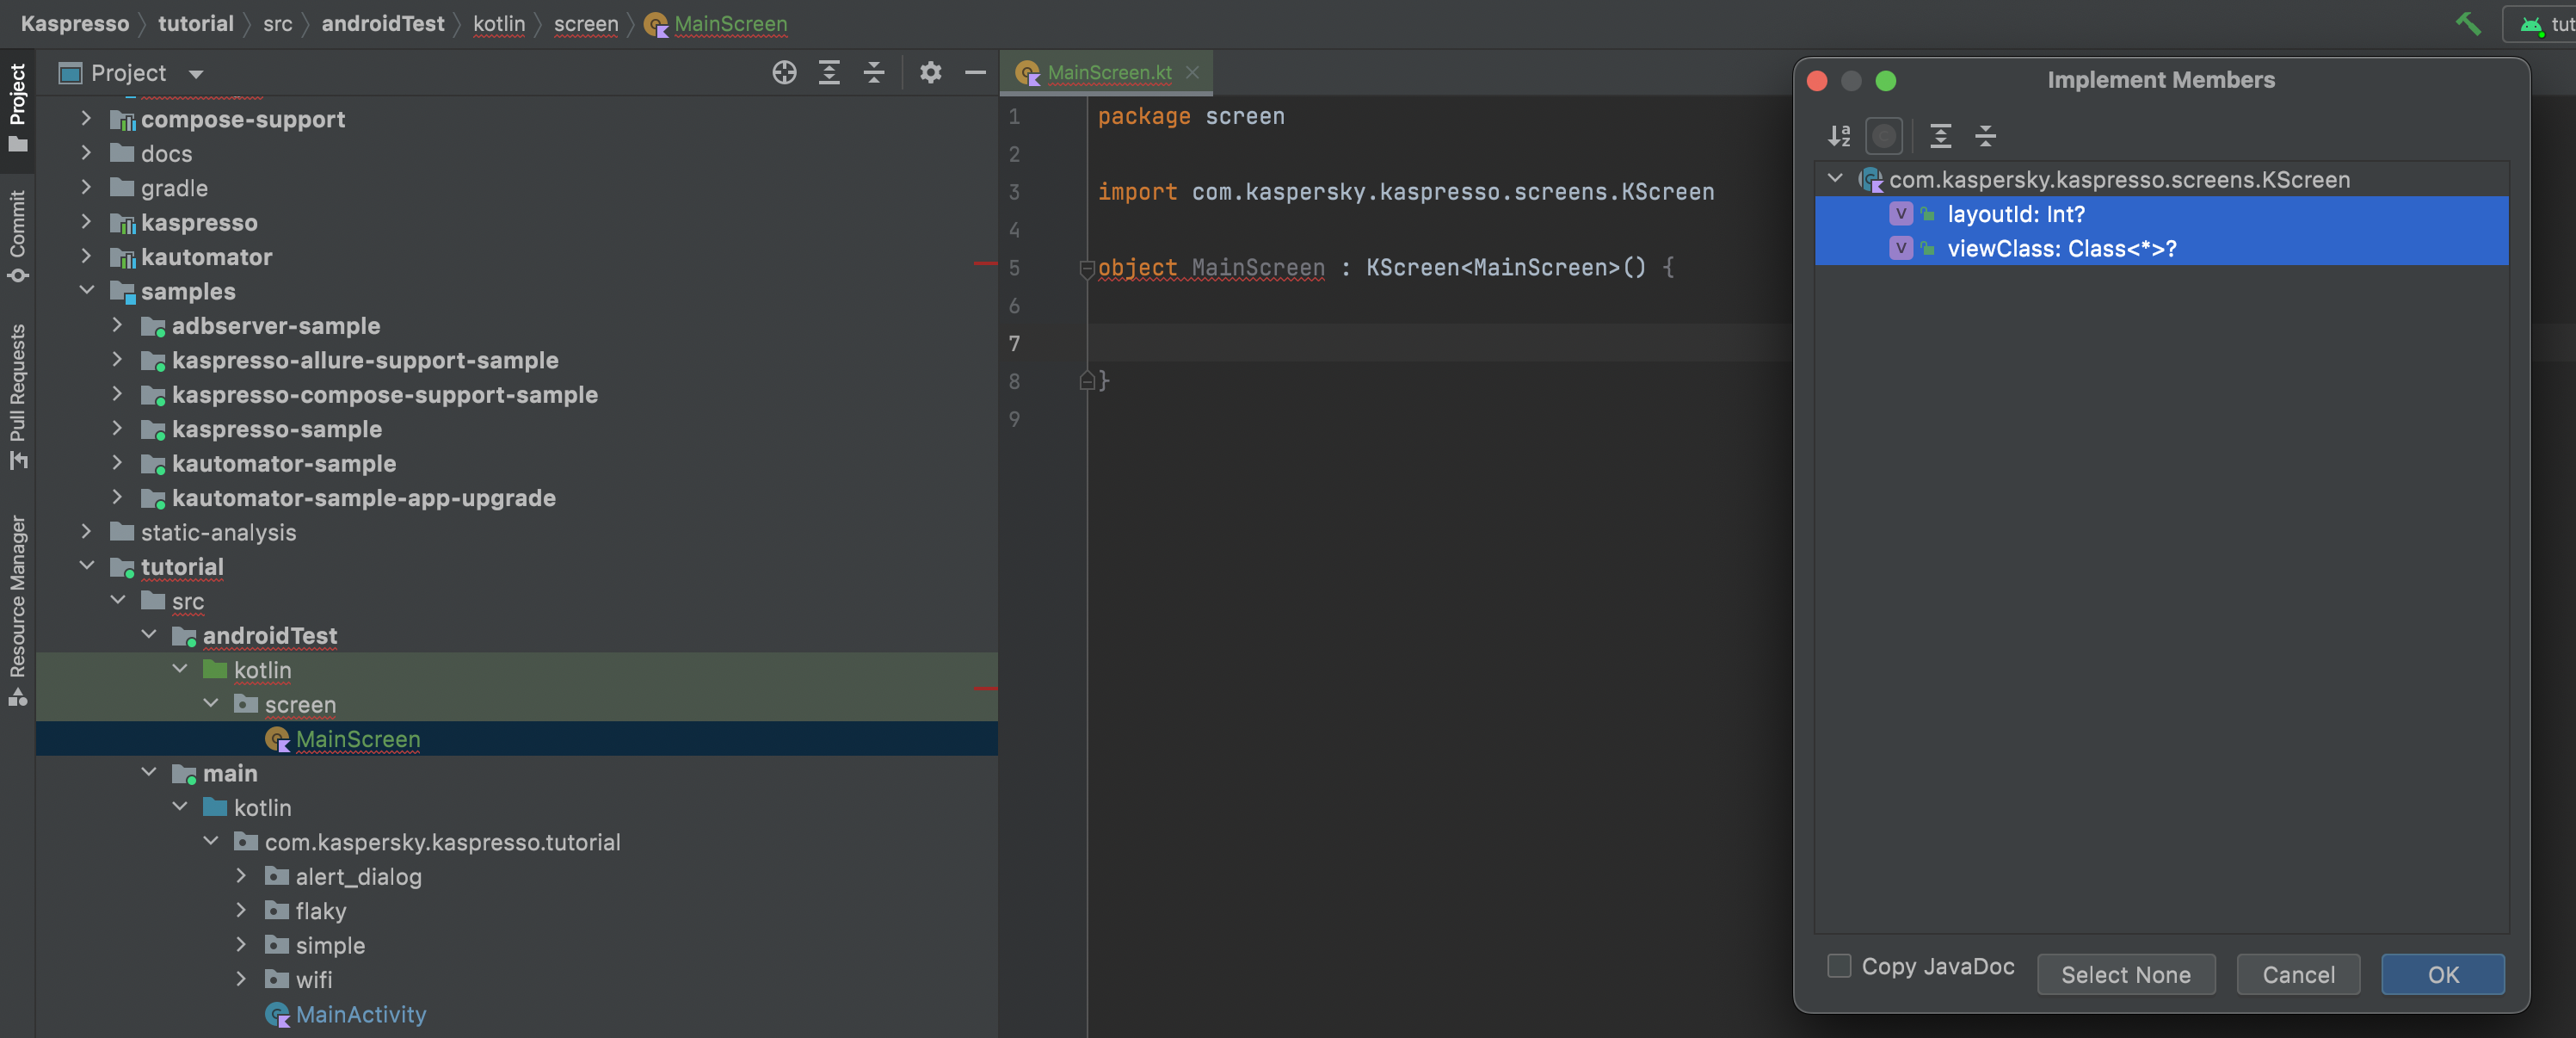 Kaspresso tutorial src androidTest kotlin screen MainScreen
tut
Project
Commit
Pull Requests
Resource Manager
Project
compose-support
docs
gradle
kaspresso
kautomator
samples
adbserver-sample
kaspresso-allure-support-sample
kaspresso-compose-support-sample
kaspresso-sample
kautomator-sample
kautomator-sample-app-upgrade
static-analysis
tutorial
src
androidTest
kotlin
screen
MainScreen
main
kotlin
com.kaspersky.kaspresso.tutorial
alert_dialog
flaky
simple
wifi
MainActivity
MainScreen.kt
1 package screen
2
3 import com.kaspersky.kaspresso.screens.KScreen
4
5 object MainScreen : KScreen<MainScreen>() {
6
7
8 }
9
Implement Members
com.kaspersky.kaspresso.screens.KScreen
V layoutId: Int?
V viewClass: Class<*>?
Copy JavaDoc
Select None
Cancel
OK